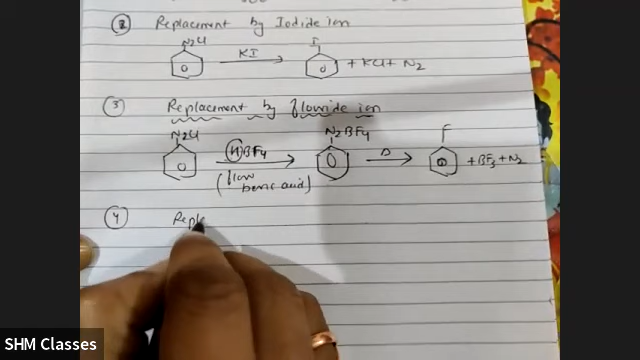 ② Replacement by Iodide ion
N2Cl KI I + KCl + N2
③ Replacement by flouride ion
N2Cl HBF4 N2BF4 Δ F + BF3 + N2
(flouro boric acid)
④ Repl
SHM Classes